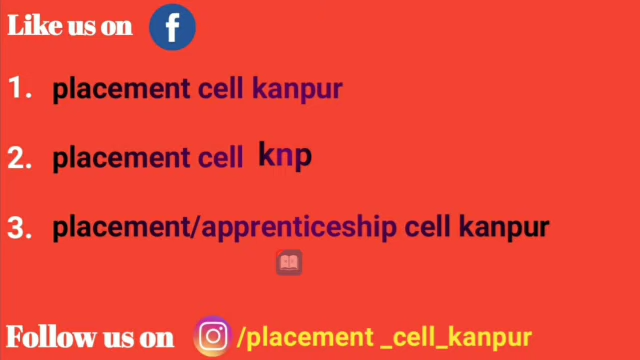 Like us on
1. placement cell kanpur
2. placement cell knp
3. placement/apprenticeship cell kanpur
Follow us on /placement _cell_kanpur